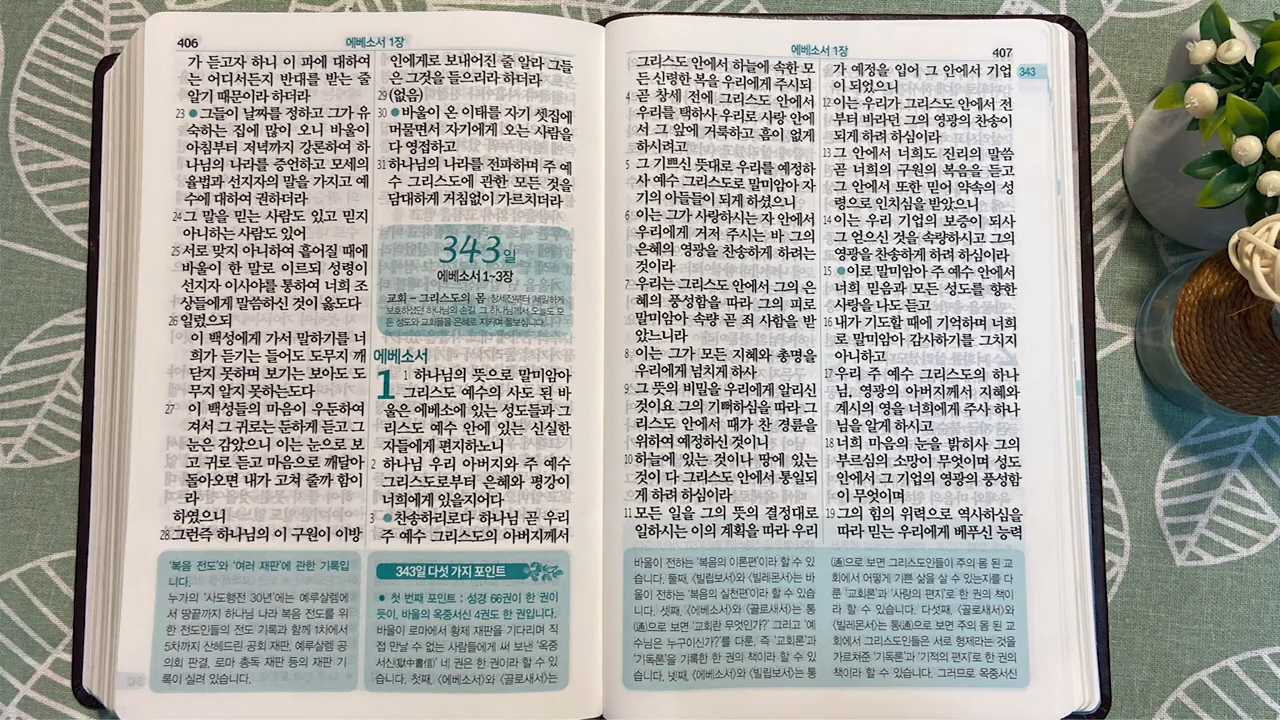 406
에베소서 1장
가 듣고자 하니 이 파에 대하여
는 어디서든지 반대를 받는 줄
알기 때문이라 하더라
23 ●그들이 날짜를 정하고 그가 유
숙하는 집에 많이 오니 바울이
아침부터 저녁까지 강론하여 하
나님의 나라를 증언하고 모세의
율법과 선지자의 말을 가지고 예
수에 대하여 권하더라
24 그 말을 믿는 사람도 있고 믿지
아니하는 사람도 있어
25 서로 맞지 아니하여 흩어질 때에
바울이 한 말로 이르되 성령이
선지자 이사야를 통하여 너희 조
상들에게 말씀하신 것이 옳도다
26 일렀으되
이 백성에게 가서 말하기를 너
희가 듣기는 들어도 도무지 깨
닫지 못하며 보기는 보아도 도
무지 알지 못하는도다
27 이 백성들의 마음이 우둔하여
져서 그 귀로는 둔하게 듣고 그
눈은 감았으니 이는 눈으로 보
고 귀로 듣고 마음으로 깨달아
돌아오면 내가 고쳐 줄까 함이
라
하였으니
28 그런즉 하나님의 이 구원이 이방
인에게로 보내어진 줄 알라 그들
은 그것을 들으리라 하더라
29 (없음)
30 ●바울이 온 이태를 자기 셋집에
머물면서 자기에게 오는 사람을
다 영접하고
31 하나님의 나라를 전파하며 주 예
수 그리스도에 관한 모든 것을
담대하게 거침없이 가르치더라
343일
에베소서 1~3장
교회 – 그리스도의 몸 창세전부터 세밀하게
보호하셨던 하나님의 손길, 그 하나님께서 오늘도 모
든 성도와 교회들을 은혜로 지키며 돌보십니다.
에베소서
1 1 하나님의 뜻으로 말미암아
그리스도 예수의 사도 된 바
울은 에베소에 있는 성도들과 그
리스도 예수 안에 있는 신실한
자들에게 편지하노니
2 하나님 우리 아버지와 주 예수
그리스도로부터 은혜와 평강이
너희에게 있을지어다
3 ●찬송하리로다 하나님 곧 우리
주 예수 그리스도의 아버지께서
'복음 전도'와 '여러 재판'에 관한 기록입
니다.
누가의 '사도행전 30년'에는 예루살렘에
서 땅끝까지 하나님 나라 복음 전도를 위
한 전도인들의 전도 기록과 함께 1차에서
5차까지 산헤드린 공회 재판, 예루살렘 공
의회 판결, 로마 총독 재판 등의 재판 기
록이 실려 있습니다.
343일 다섯 가지 포인트
● 첫 번째 포인트 : 성경 66권이 한 권이
듯이, 바울의 옥중서신 4권도 한 권입니다.
바울이 로마에서 황제 재판을 기다리며 직
접 만날 수 없는 사람들에게 써 보낸 '옥중
서신(獄中書信)' 네 권은 한 권이라 할 수 있
습니다. 첫째, 〈에베소서〉와 〈골로새서〉는
에베소서 1장
407
343
그리스도 안에서 하늘에 속한 모
든 신령한 복을 우리에게 주시되
4 곧 창세 전에 그리스도 안에서
우리를 택하사 우리로 사랑 안에
서 그 앞에 거룩하고 흠이 없게
하시려고
5 그 기쁘신 뜻대로 우리를 예정하
사 예수 그리스도로 말미암아 자
기의 아들들이 되게 하셨으니
6 이는 그가 사랑하시는 자 안에서
우리에게 거저 주시는 바 그의
은혜의 영광을 찬송하게 하려는
것이라
7 우리는 그리스도 안에서 그의 은
혜의 풍성함을 따라 그의 피로
말미암아 속량 곧 죄 사함을 받
았느니라
8 이는 그가 모든 지혜와 총명을
우리에게 넘치게 하사
9 그 뜻의 비밀을 우리에게 알리신
것이요 그의 기뻐하심을 따라 그
리스도 안에서 때가 찬 경륜을
위하여 예정하신 것이니
10 하늘에 있는 것이나 땅에 있는
것이 다 그리스도 안에서 통일되
게 하려 하심이라
11 모든 일을 그의 뜻의 결정대로
일하시는 이의 계획을 따라 우리
가 예정을 입어 그 안에서 기업
이 되었으니
12 이는 우리가 그리스도 안에서 전
부터 바라던 그의 영광의 찬송이
되게 하려 하심이라
13 그 안에서 너희도 진리의 말씀
곧 너희의 구원의 복음을 듣고
그 안에서 또한 믿어 약속의 성
령으로 인치심을 받았으니
14 이는 우리 기업의 보증이 되사
그 얻으신 것을 속량하시고 그의
영광을 찬송하게 하려 하심이라
15 ●이로 말미암아 주 예수 안에서
너희 믿음과 모든 성도를 향한
사랑을 나도 듣고
16 내가 기도할 때에 기억하며 너희
로 말미암아 감사하기를 그치지
아니하고
17 우리 주 예수 그리스도의 하나
님, 영광의 아버지께서 지혜와
계시의 영을 너희에게 주사 하나
님을 알게 하시고
18 너희 마음의 눈을 밝히사 그의
부르심의 소망이 무엇이며 성도
안에서 그 기업의 영광의 풍성함
이 무엇이며
19 그의 힘의 위력으로 역사하심을
따라 믿는 우리에게 베푸신 능력
바울이 전하는 '복음의 이론편'이라 할 수 있
습니다. 둘째, 〈빌립보서〉와 〈빌레몬서〉는 바
울이 전하는 '복음의 실천편'이라 할 수 있습
니다. 셋째, 〈에베소서〉와 〈골로새서〉는 통
(通)으로 보면 '교회란 무엇인가?' 그리고 '예
수님은 누구이신가?'를 다룬, 즉 '교회론'과
'기독론'을 기록한 한 권의 책이라 할 수 있
습니다. 넷째, 〈에베소서〉와 〈빌립보서〉는 통
(通)으로 보면 그리스도인들이 주의 몸 된 교
회에서 어떻게 기쁜 삶을 살 수 있는지를 다
룬 '교회론'과 '사랑의 편지'로 한 권의 책이
라 할 수 있습니다. 다섯째, 〈골로새서〉와
〈빌레몬서〉는 통(通)으로 보면 주의 몸 된 교
회에서 그리스도인들은 서로 형제라는 것을
가르쳐준 '기독론'과 '기적의 편지'로 한 권의
책이라 할 수 있습니다. 그러므로 옥중서신